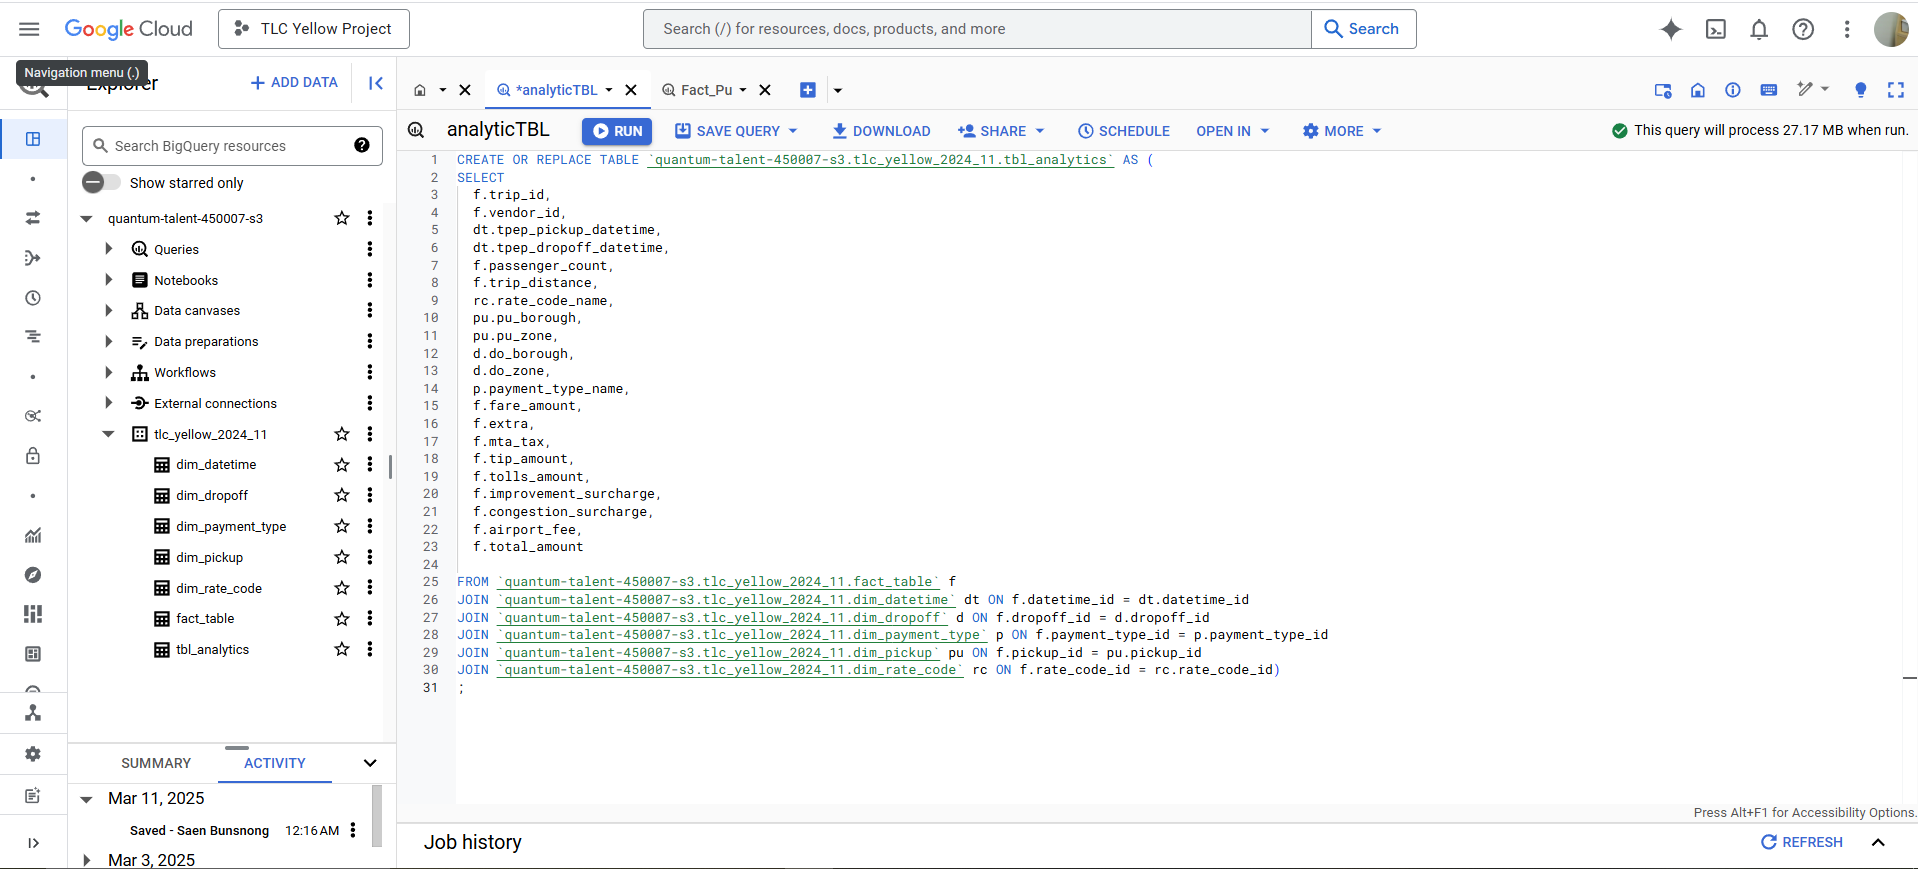 Google Cloud
TLC Yellow Project
Search (/) for resources, docs, products, and more
Search
Navigation menu (.)
Explorer
ADD DATA
*analyticTBL
Fact_Pu
Search BigQuery resources
Show starred only
quantum-talent-450007-s3
Queries
Notebooks
Data canvases
Data preparations
Workflows
External connections
tlc_yellow_2024_11
dim_datetime
dim_dropoff
dim_payment_type
dim_pickup
dim_rate_code
fact_table
tbl_analytics
SUMMARY
ACTIVITY
Mar 11, 2025
Saved - Saen Bunsnong 12:16 AM
Mar 3, 2025
analyticTBL
RUN
SAVE QUERY
DOWNLOAD
SHARE
SCHEDULE
OPEN IN
MORE
This query will process 27.17 MB when run.
1 CREATE OR REPLACE TABLE `quantum-talent-450007-s3.tlc_yellow_2024_11.tbl_analytics` AS (
2 SELECT
3 f.trip_id,
4 f.vendor_id,
5 dt.tpep_pickup_datetime,
6 dt.tpep_dropoff_datetime,
7 f.passenger_count,
8 f.trip_distance,
9 rc.rate_code_name,
10 pu.pu_borough,
11 pu.pu_zone,
12 d.do_borough,
13 d.do_zone,
14 p.payment_type_name,
15 f.fare_amount,
16 f.extra,
17 f.mta_tax,
18 f.tip_amount,
19 f.tolls_amount,
20 f.improvement_surcharge,
21 f.congestion_surcharge,
22 f.airport_fee,
23 f.total_amount
24
25 FROM `quantum-talent-450007-s3.tlc_yellow_2024_11.fact_table` f
26 JOIN `quantum-talent-450007-s3.tlc_yellow_2024_11.dim_datetime` dt ON f.datetime_id = dt.datetime_id
27 JOIN `quantum-talent-450007-s3.tlc_yellow_2024_11.dim_dropoff` d ON f.dropoff_id = d.dropoff_id
28 JOIN `quantum-talent-450007-s3.tlc_yellow_2024_11.dim_payment_type` p ON f.payment_type_id = p.payment_type_id
29 JOIN `quantum-talent-450007-s3.tlc_yellow_2024_11.dim_pickup` pu ON f.pickup_id = pu.pickup_id
30 JOIN `quantum-talent-450007-s3.tlc_yellow_2024_11.dim_rate_code` rc ON f.rate_code_id = rc.rate_code_id)
31 ;
Press Alt+F1 for Accessibility Options.
Job history
REFRESH